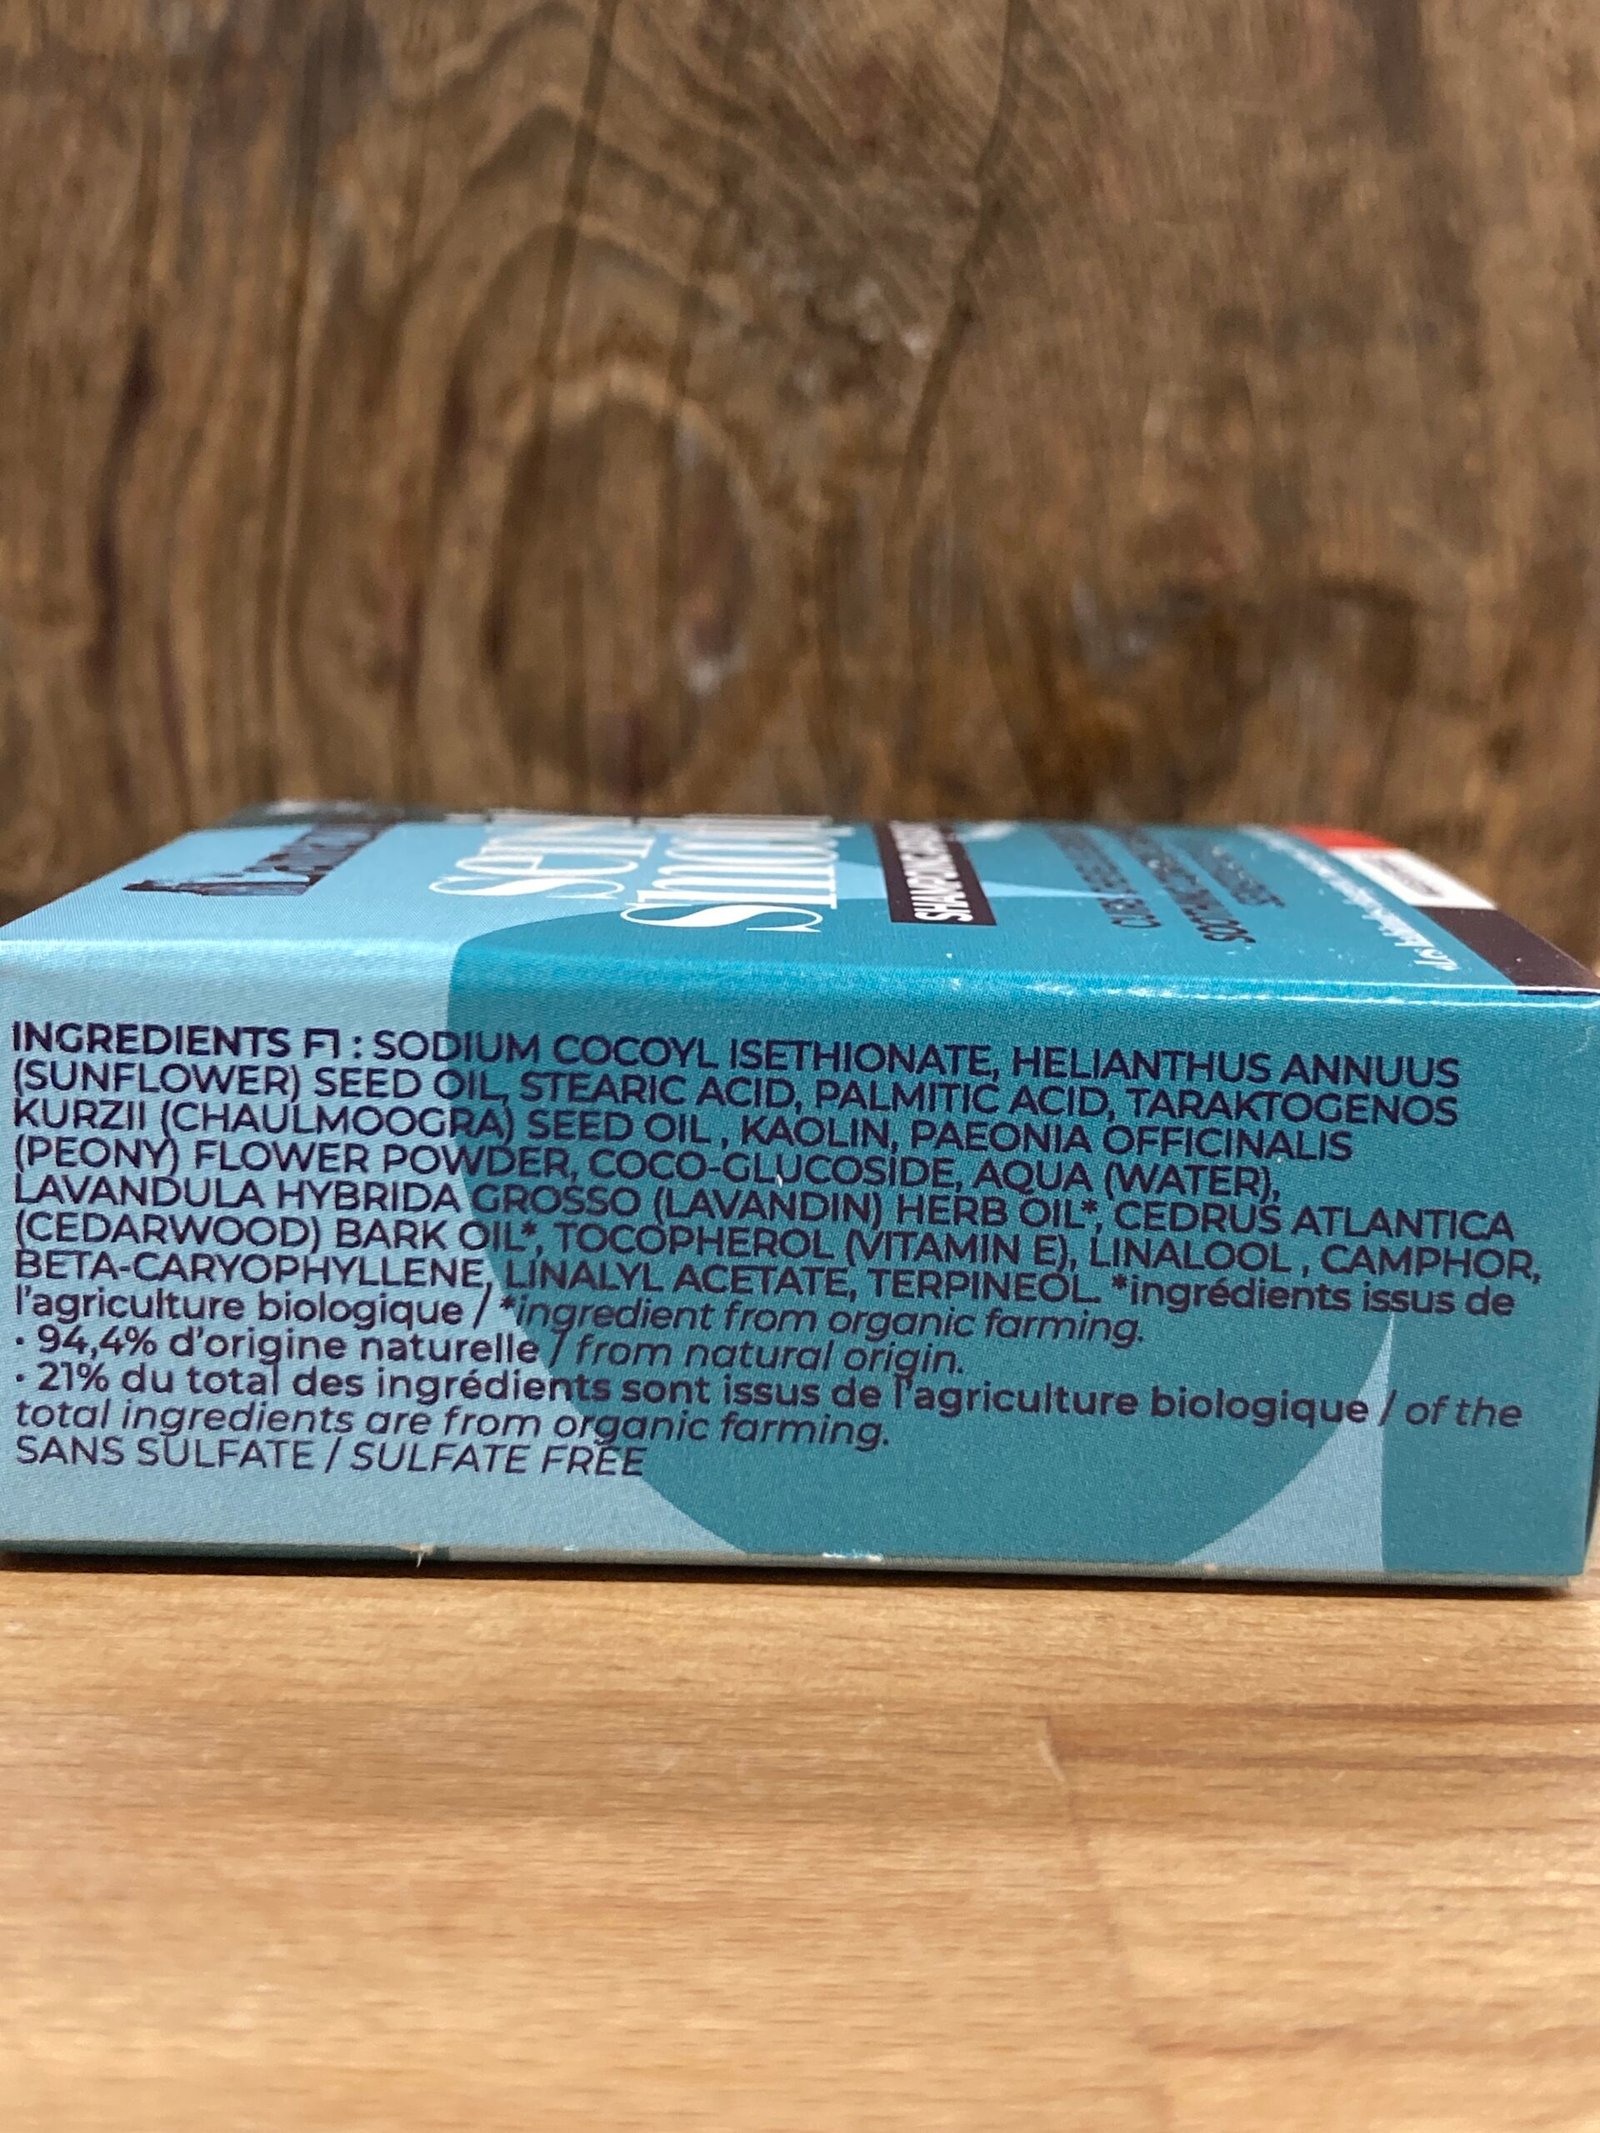 SHAMPOING
INGREDIENTS F1 : SODIUM COCOYL ISETHIONATE, HELIANTHUS ANNUUS
(SUNFLOWER) SEED OIL, STEARIC ACID, PALMITIC ACID, TARAKTOGENOS
KURZII (CHAULMOOGRA) SEED OIL , KAOLIN, PAEONIA OFFICINALIS
(PEONY) FLOWER POWDER, COCO-GLUCOSIDE, AQUA (WATER),
LAVANDULA HYBRIDA GROSSO (LAVANDIN) HERB OIL*, CEDRUS ATLANTICA
(CEDARWOOD) BARK OIL*, TOCOPHEROL (VITAMIN E), LINALOOL , CAMPHOR,
BETA-CARYOPHYLLENE, LINALYL ACETATE, TERPINEOL. *ingrédients issus de
l'agriculture biologique / *ingredient from organic farming.
• 94,4% d'origine naturelle / from natural origin.
• 21% du total des ingrédients sont issus de l'agriculture biologique / of the
total ingredients are from organic farming.
SANS SULFATE / SULFATE FREE